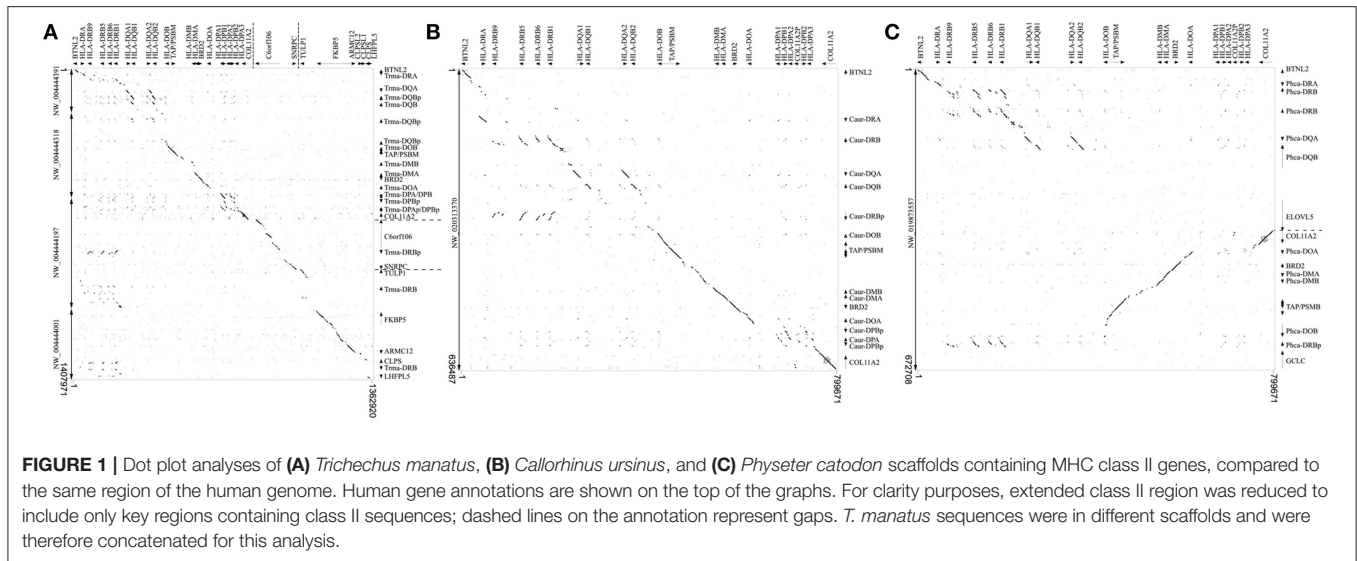 A
BTNL2
HLA-DRA
HLA-DRB9
HLA-DRB5
HLA-DRB6
HLA-DRB1
HLA-DQA1
HLA-DQB1
HLA-DQA2
HLA-DQB2
HLA-DOB
TAP/PSBM
HLA-DMB
HLA-DMA
BRD2
HLA-DOA
HLA-DPA1
HLA-DPB1
HLA-DPA2
HLA-DPB2
HLA-DPA3
COL11A2
C6orf106
SNRPC
TULP1
FKBP5
ARMC12
LHFPL5
NW_004444391
NW_004444318
NW_004444197
NW_004444001
1407971
1
1
1362920
BTNL2
Trma-DRA
Trma-DQA
Trma-DQBp
Trma-DQB
Trma-DQBp
Trma-DQBp
Trma-DOB
TAP/PSBM
Trma-DMB
Trma-DMA
BRD2
Trma-DOA
Trma-DPA/DPB
Trma-DPBp
Trma-DPAp/DPBp
COL11A2
C6orf106
Trma-DRBp
SNRPC
TULP1
Trma-DRB
FKBP5
ARMC12
CLPS
Trma-DRB
LHFPL5
B
BTNL2
HLA-DRA
HLA-DRB9
HLA-DRB5
HLA-DRB6
HLA-DRB1
HLA-DQA1
HLA-DQB1
HLA-DQA2
HLA-DQB2
HLA-DOB
TAP/PSBM
HLA-DMB
HLA-DMA
BRD2
HLA-DOA
HLA-DPA1
HLA-DPB1
HLA-DPA2
COL11A2P
HLA-DPB2
HLA-DPA3
COL11A2
NW_020313370
636487
1
1
799671
BTNL2
Caur-DRA
Caur-DRB
Caur-DQA
Caur-DQB
Caur-DRBp
Caur-DOB
TAP/PSBM
Caur-DMB
Caur-DMA
BRD2
Caur-DOA
Caur-DPBp
Caur-DPA
Caur-DPBp
COL11A2
C
BTNL2
HLA-DRA
HLA-DRB9
HLA-DRB5
HLA-DRB6
HLA-DRB1
HLA-DQA1
HLA-DQB1
HLA-DQA2
HLA-DQB2
HLA-DOB
TAP/PSBM
HLA-DMB
HLA-DMA
BRD2
HLA-DOA
HLA-DPA1
HLA-DPB1
HLA-DPA2
COL11A2P
HLA-DPB2
HLA-DPA3
COL11A2
NW_019873557
672708
1
1
799671
BTNL2
Phca-DRA
Phca-DRB
Phca-DRB
Phca-DQA
Phca-DQB
ELOVL5
COL11A2
Phca-DOA
BRD2
Phca-DMA
Phca-DMB
TAP/PSMB
Phca-DOB
Phca-DRBp
GCLC
FIGURE 1 | Dot plot analyses of (A) Trichechus manatus, (B) Callorhinus ursinus, and (C) Physeter catodon scaffolds containing MHC class II genes, compared to
the same region of the human genome. Human gene annotations are shown on the top of the graphs. For clarity purposes, extended class II region was reduced to
include only key regions containing class II sequences; dashed lines on the annotation represent gaps. T. manatus sequences were in different scaffolds and were
therefore concatenated for this analysis.